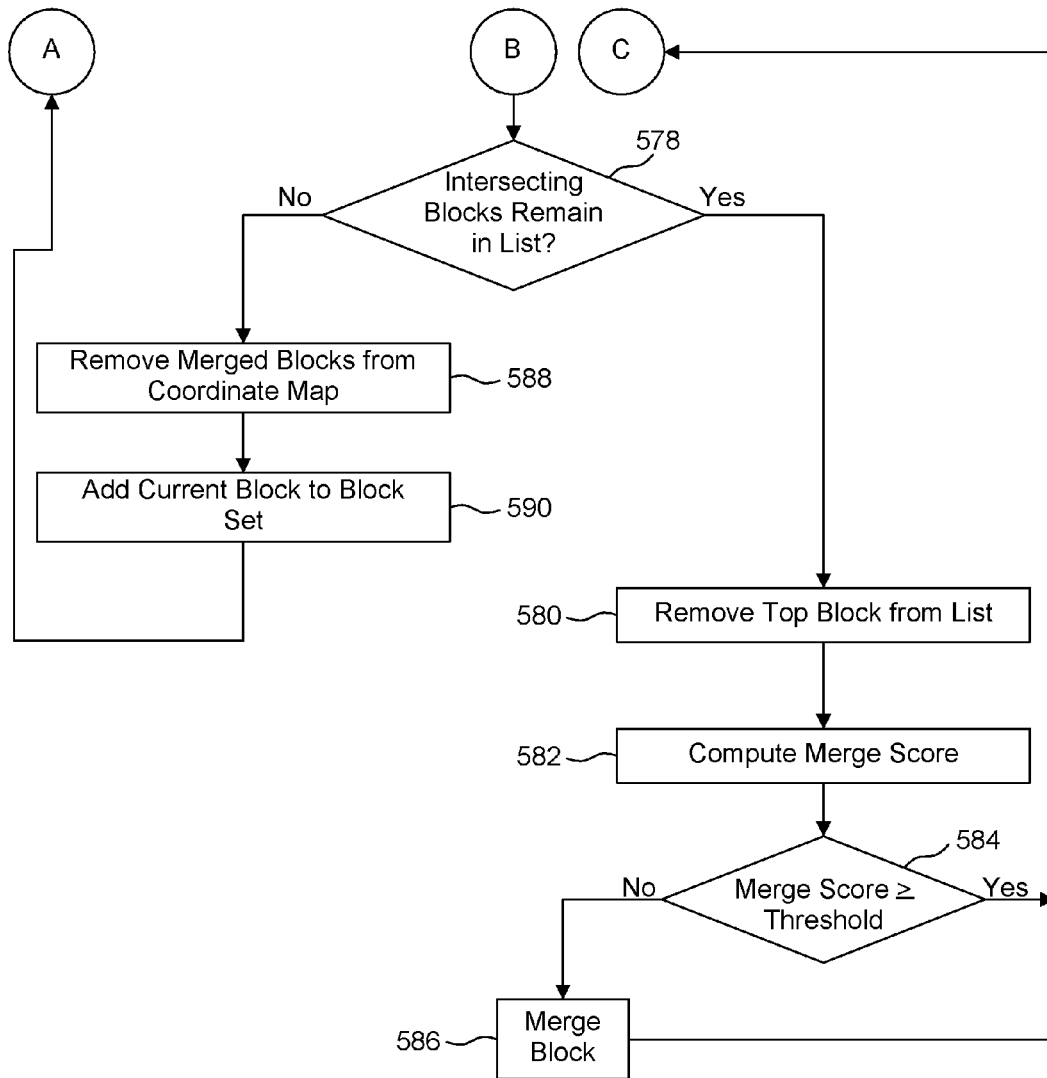 A
B
C
578
Intersecting
Blocks Remain
in List?
No
Yes
Remove Merged Blocks from
Coordinate Map
588
Add Current Block to Block
Set
590
580
Remove Top Block from List
582
Compute Merge Score
584
No
Merge Score ≥
Threshold
Yes
586
Merge
Block